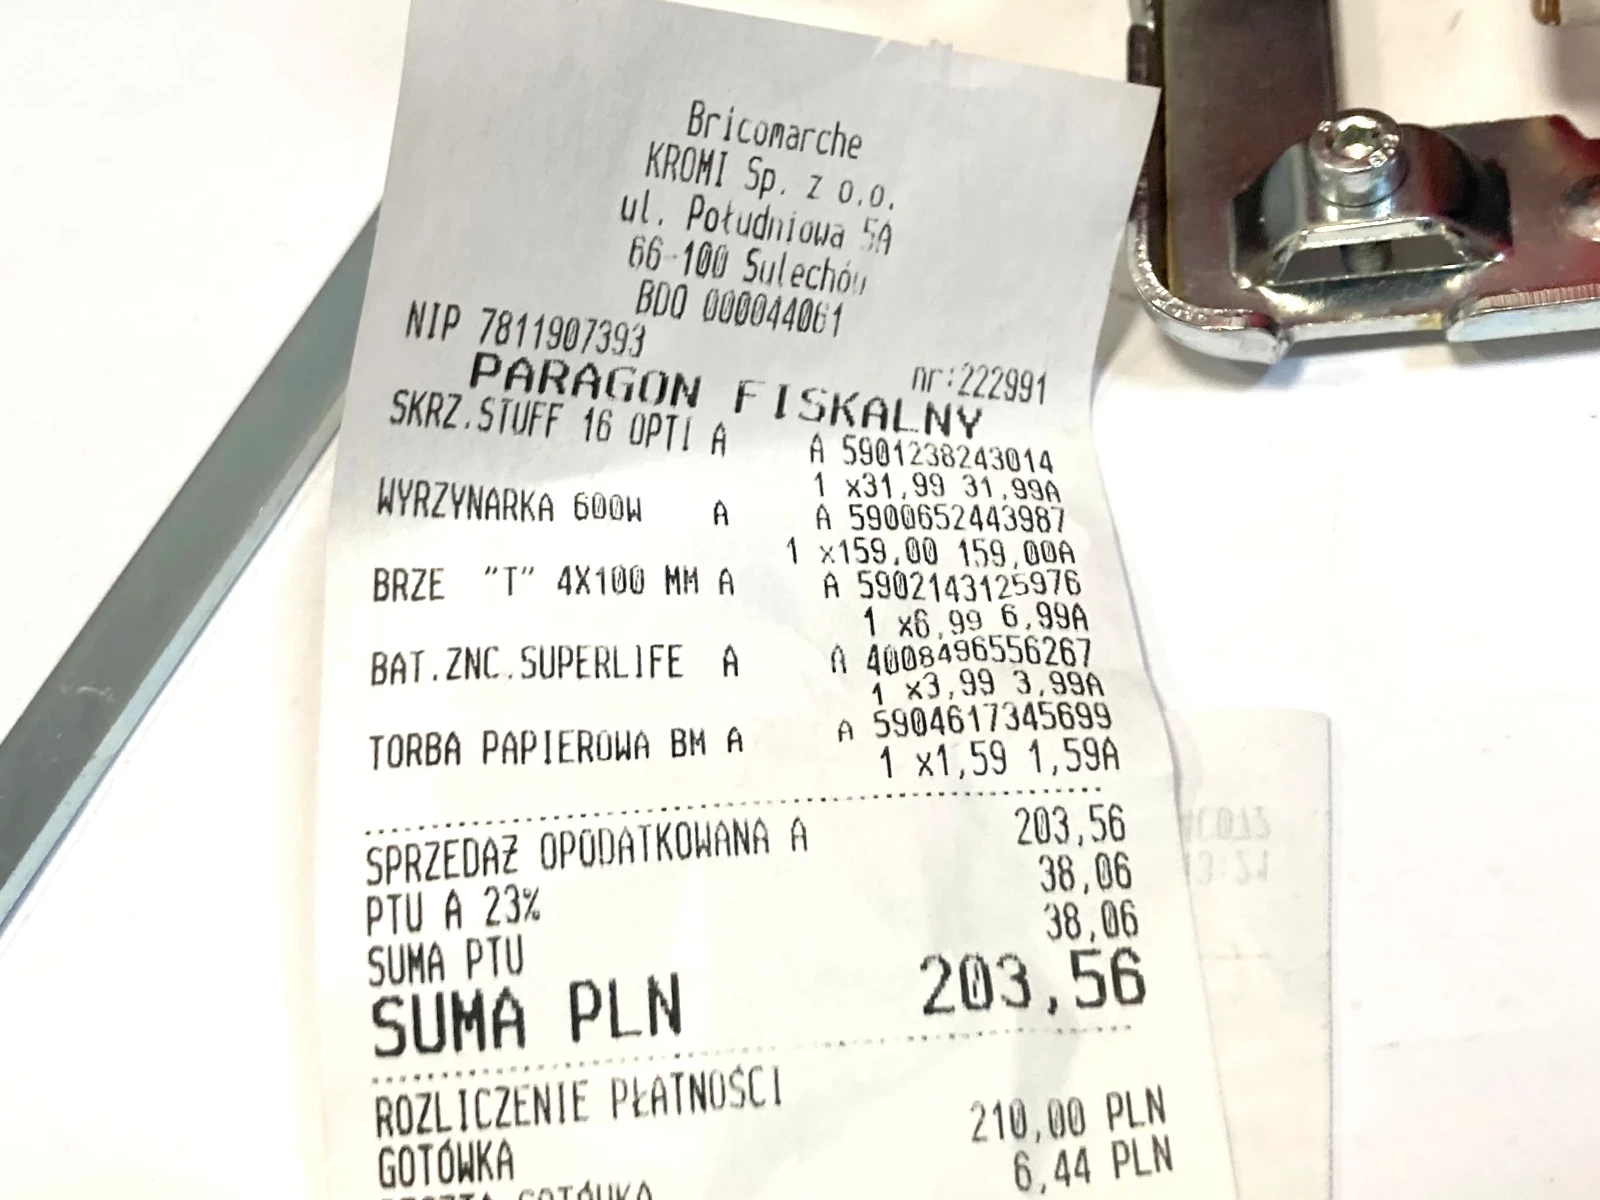 Bricomarche
KROMI Sp. z o.o.
ul. Południowa 5A
66-100 Sulechów
BDO 000044061
NIP 7811907393
nr:222991
PARAGON FISKALNY
SKRZ.STUFF 16 OPTI A A 5901238243014
1 x31,99 31,99A
WYRZYNARKA 600W A A 5900652443987
1 x159,00 159,00A
BRZE "T" 4X100 MM A A 5902143125976
1 x6,99 6,99A
BAT.ZNC.SUPERLIFE A A 4008496556267
1 x3,99 3,99A
TORBA PAPIEROWA BM A A 5904617345699
1 x1,59 1,59A
SPRZEDAŻ OPODATKOWANA A 203,56
PTU A 23% 38,06
SUMA PTU 38,06
SUMA PLN 203,56
ROZLICZENIE PŁATNOŚCI
GOTÓWKA 210,00 PLN
RESZTA GOTÓWKA 6,44 PLN